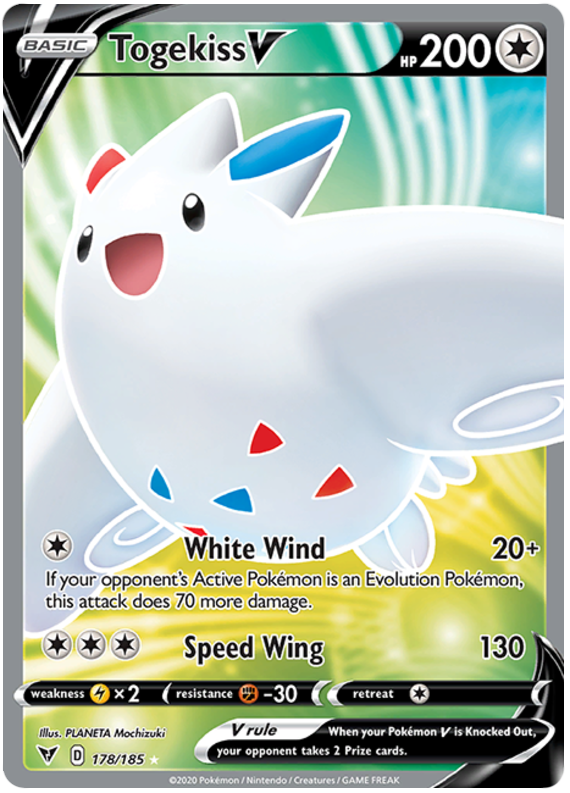 BASIC Togekiss V HP 200
White Wind 20+
If your opponent's Active Pokémon is an Evolution Pokémon,
this attack does 70 more damage.
Speed Wing 130
weakness ×2 resistance -30 retreat
Illus. PLANETA Mochizuki
V rule When your Pokémon V is Knocked Out,
your opponent takes 2 Prize cards.
D 178/185
©2020 Pokémon / Nintendo / Creatures / GAME FREAK